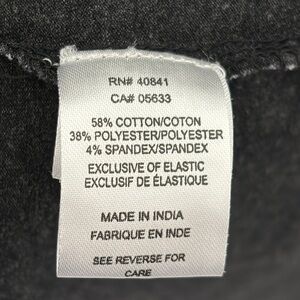 RN# 40841
CA# 05633
58% COTTON/COTON
38% POLYESTER/POLYESTER
4% SPANDEX/SPANDEX
EXCLUSIVE OF ELASTIC
EXCLUSIF DE ÉLASTIQUE
MADE IN INDIA
FABRIQUE EN INDE
SEE REVERSE FOR
CARE